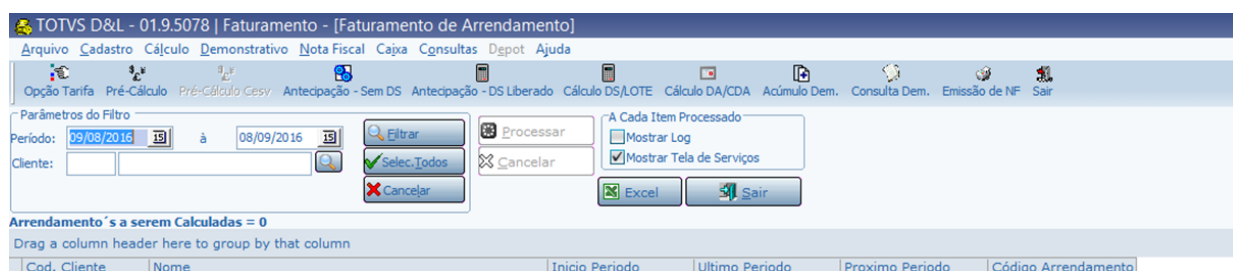 TOTVS D&L - 01.9.5078 | Faturamento - [Faturamento de Arrendamento]
Arquivo Cadastro Cálculo Demonstrativo Nota Fiscal Caixa Consultas Depot Ajuda
Opção Tarifa Pré-Cálculo Pré-Cálculo Cesv Antecipação - Sem DS Antecipação - DS Liberado Cálculo DS/LOTE Cálculo DA/CDA Acúmulo Dem. Consulta Dem. Emissão de NF Sair
Parâmetros do Filtro
Período: 09/08/2016 15 à 08/09/2016 15
Cliente:
Filtrar
Selec.Todos
Cancelar
Processar
Cancelar
A Cada Item Processado
Mostrar Log
Mostrar Tela de Serviços
Excel Sair
Arrendamento´s a serem Calculadas = 0
Drag a column header here to group by that column
Cod. Cliente Nome Inicio Periodo Ultimo Periodo Proximo Periodo Código Arrendamento